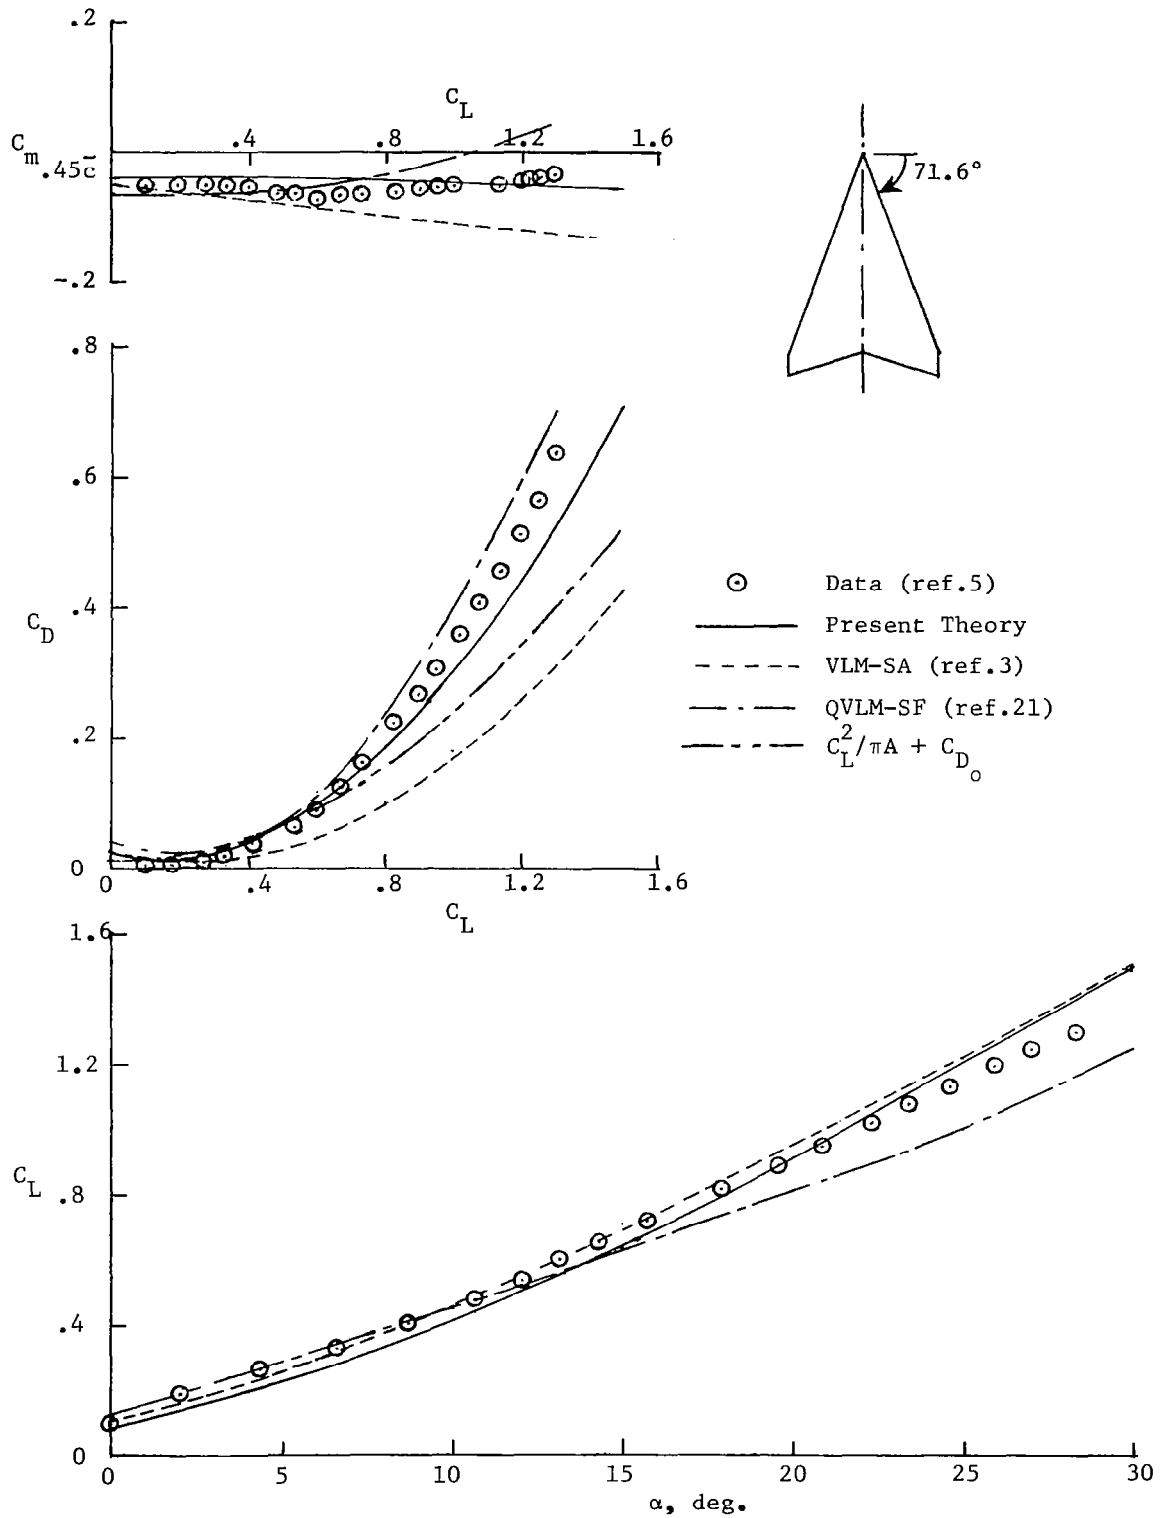 .2
C_L
.4 .8 1.2 1.6
C_m.45c
-.2
71.6°
.8
.6
.4
C_D
.2
0
0 .4 .8 1.2 1.6
C_L
Data (ref.5)
Present Theory
VLM-SA (ref.3)
QVLM-SF (ref.21)
C_L^2/πA + C_D_o
1.6
1.2
C_L
.8
.4
0
0 5 10 15 20 25 30
α, deg.